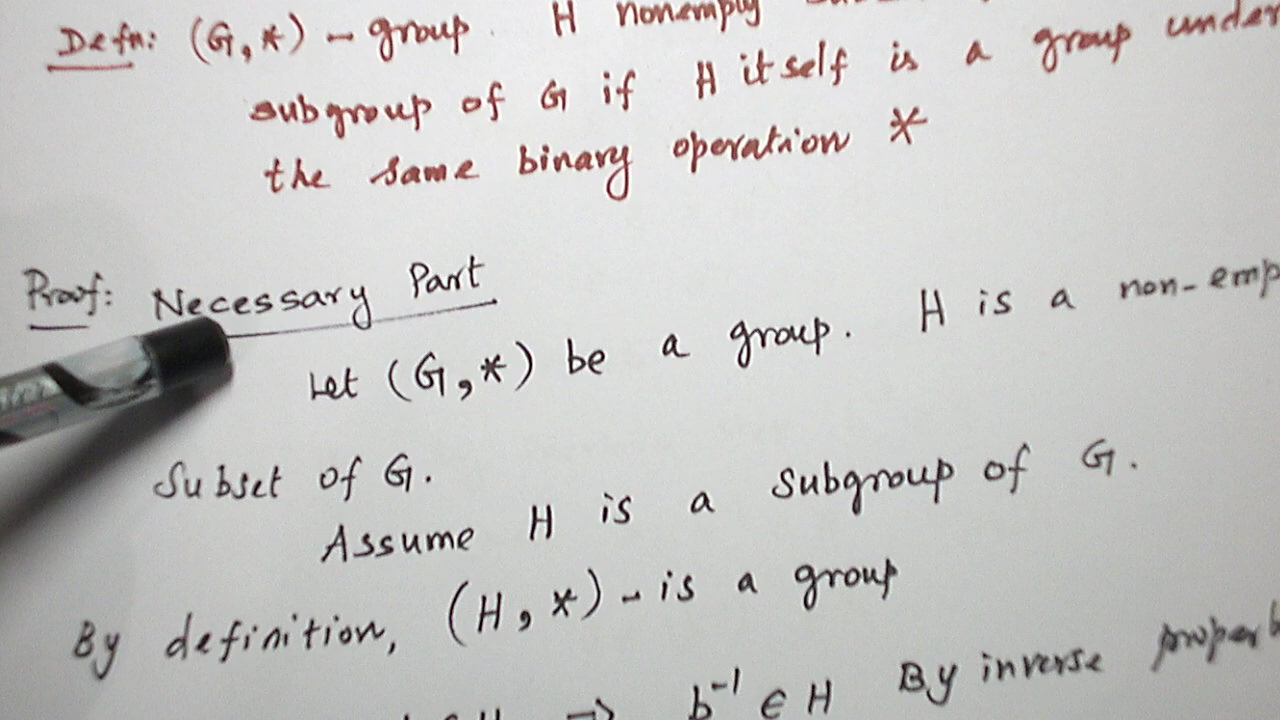 Defn: (G,*) - group. H nonempty
subgroup of G if H itself is a group under
the same binary operation *
Proof: Necessary Part
Let (G,*) be a group. H is a non-emp
Subset of G.
Assume H is a subgroup of G.
By definition, (H,*) - is a group
→ b⁻¹ ∈ H By inverse propert